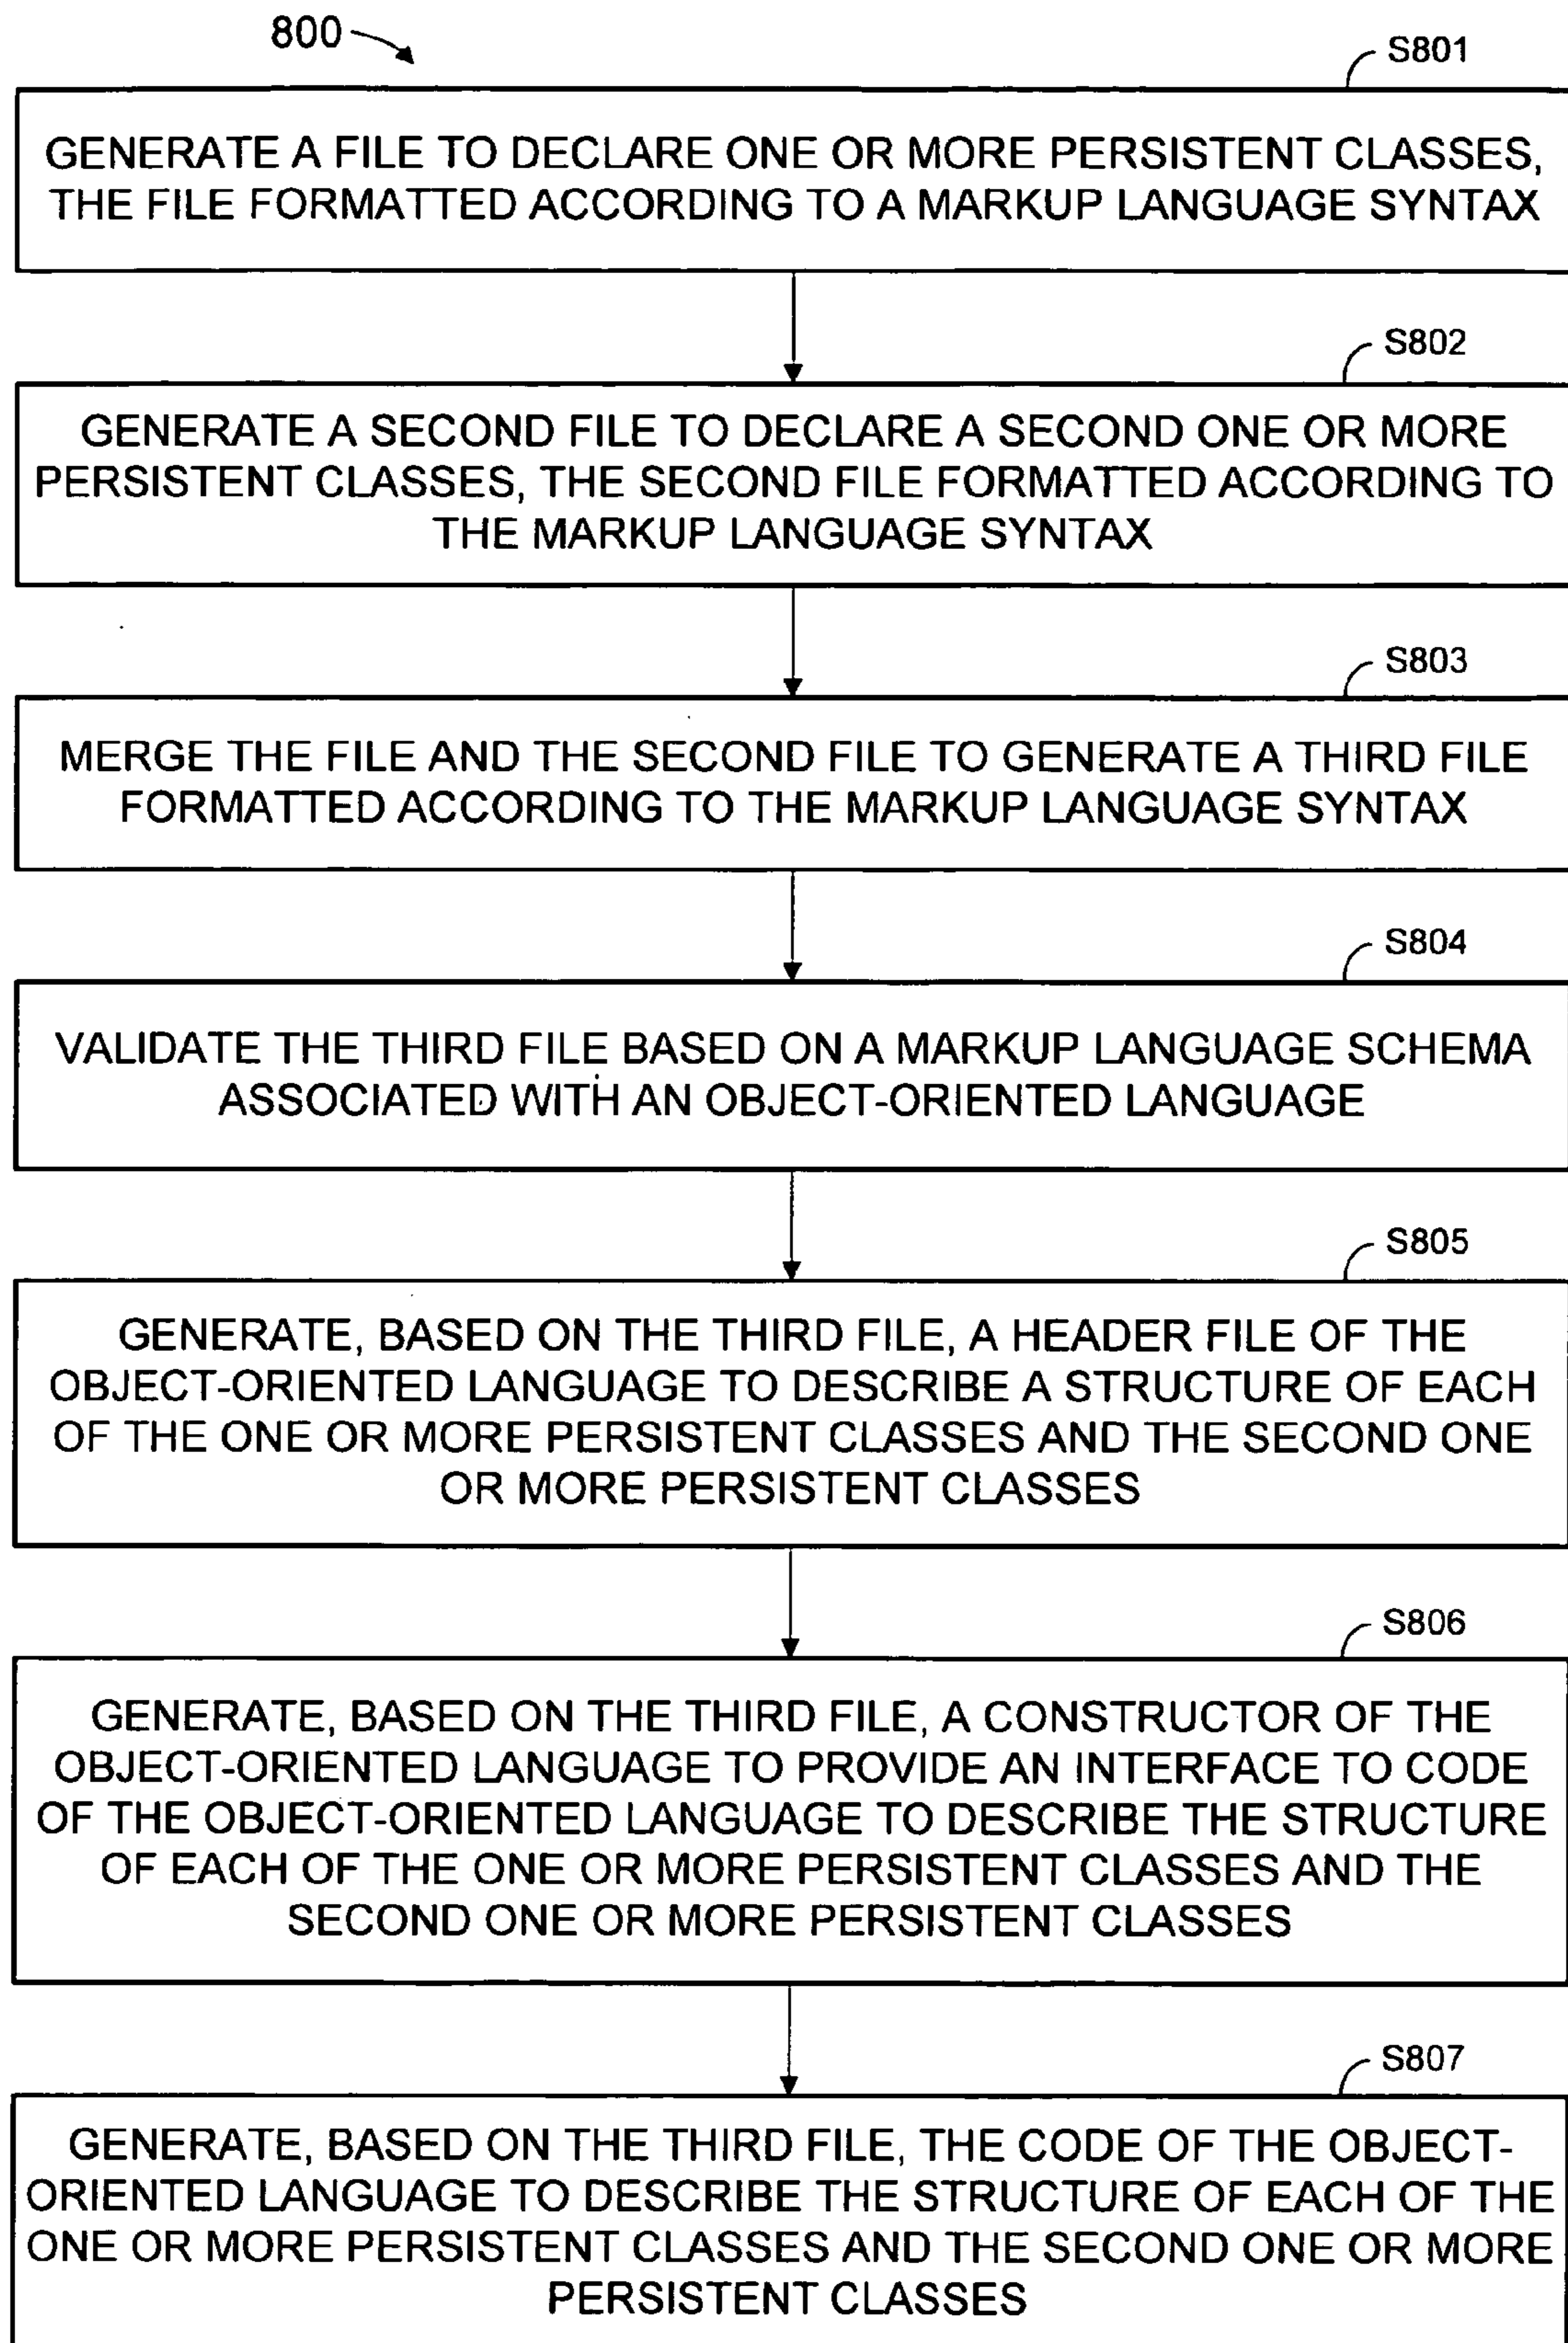 800
S801
GENERATE A FILE TO DECLARE ONE OR MORE PERSISTENT CLASSES,
THE FILE FORMATTED ACCORDING TO A MARKUP LANGUAGE SYNTAX
S802
GENERATE A SECOND FILE TO DECLARE A SECOND ONE OR MORE
PERSISTENT CLASSES, THE SECOND FILE FORMATTED ACCORDING TO
THE MARKUP LANGUAGE SYNTAX
S803
MERGE THE FILE AND THE SECOND FILE TO GENERATE A THIRD FILE
FORMATTED ACCORDING TO THE MARKUP LANGUAGE SYNTAX
S804
VALIDATE THE THIRD FILE BASED ON A MARKUP LANGUAGE SCHEMA
ASSOCIATED WITH AN OBJECT-ORIENTED LANGUAGE
S805
GENERATE, BASED ON THE THIRD FILE, A HEADER FILE OF THE
OBJECT-ORIENTED LANGUAGE TO DESCRIBE A STRUCTURE OF EACH
OF THE ONE OR MORE PERSISTENT CLASSES AND THE SECOND ONE
OR MORE PERSISTENT CLASSES
S806
GENERATE, BASED ON THE THIRD FILE, A CONSTRUCTOR OF THE
OBJECT-ORIENTED LANGUAGE TO PROVIDE AN INTERFACE TO CODE
OF THE OBJECT-ORIENTED LANGUAGE TO DESCRIBE THE STRUCTURE
OF EACH OF THE ONE OR MORE PERSISTENT CLASSES AND THE
SECOND ONE OR MORE PERSISTENT CLASSES
S807
GENERATE, BASED ON THE THIRD FILE, THE CODE OF THE OBJECT-
ORIENTED LANGUAGE TO DESCRIBE THE STRUCTURE OF EACH OF THE
ONE OR MORE PERSISTENT CLASSES AND THE SECOND ONE OR MORE
PERSISTENT CLASSES